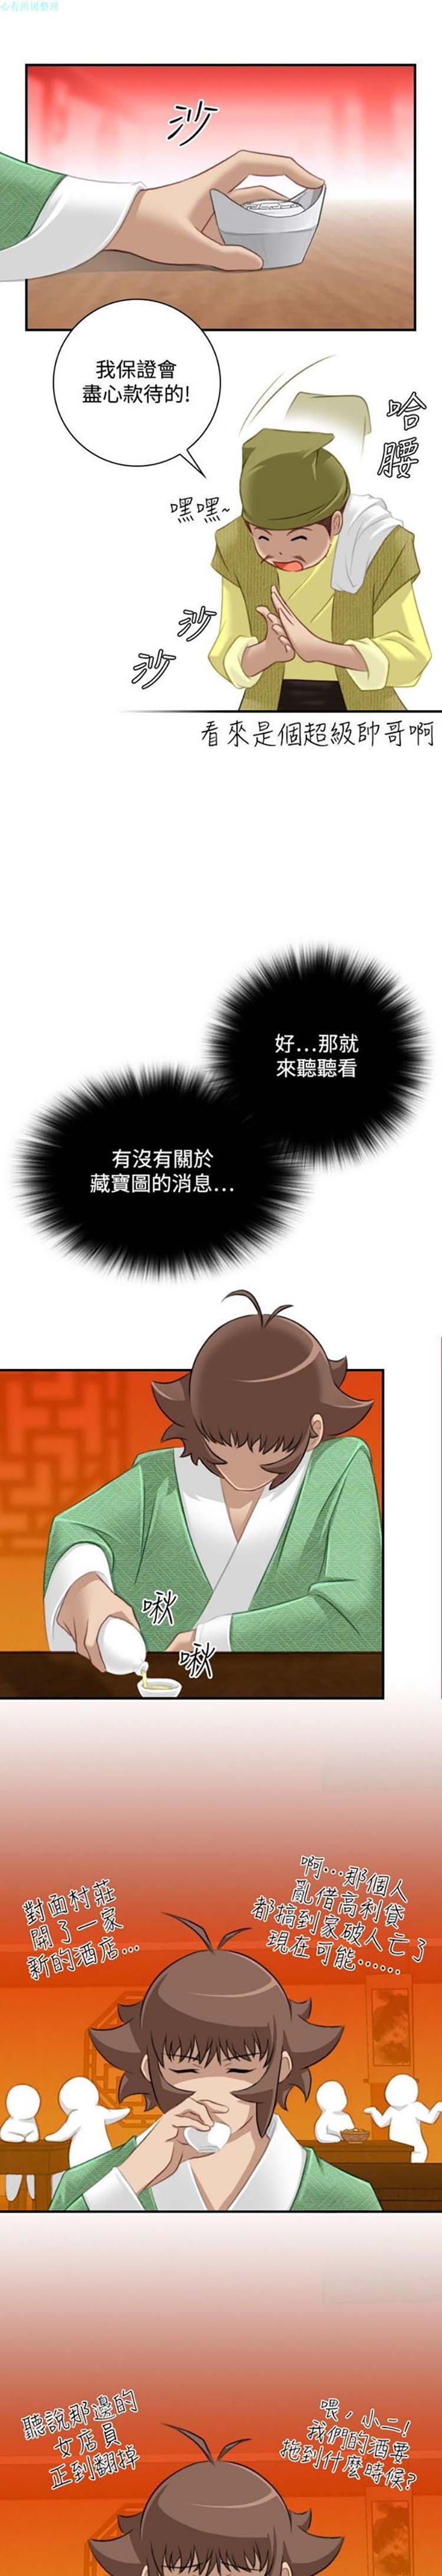 心有所属整理
沙
我保證會
盡心款待的!
哈
腰
嘿嘿~
沙
沙
看來是個超級帥哥啊
好...那就
來聽聽看
有沒有關於
藏寶圖的消息...
啾
啾
對面村莊
開了一家
新的酒店...
啊...那個人
亂借高利貸
都搞到家破人亡了
現在可能......
聽說那邊的
女店員
正到翻掉
喂，小二!
我們的酒要
拖到什麼時候?